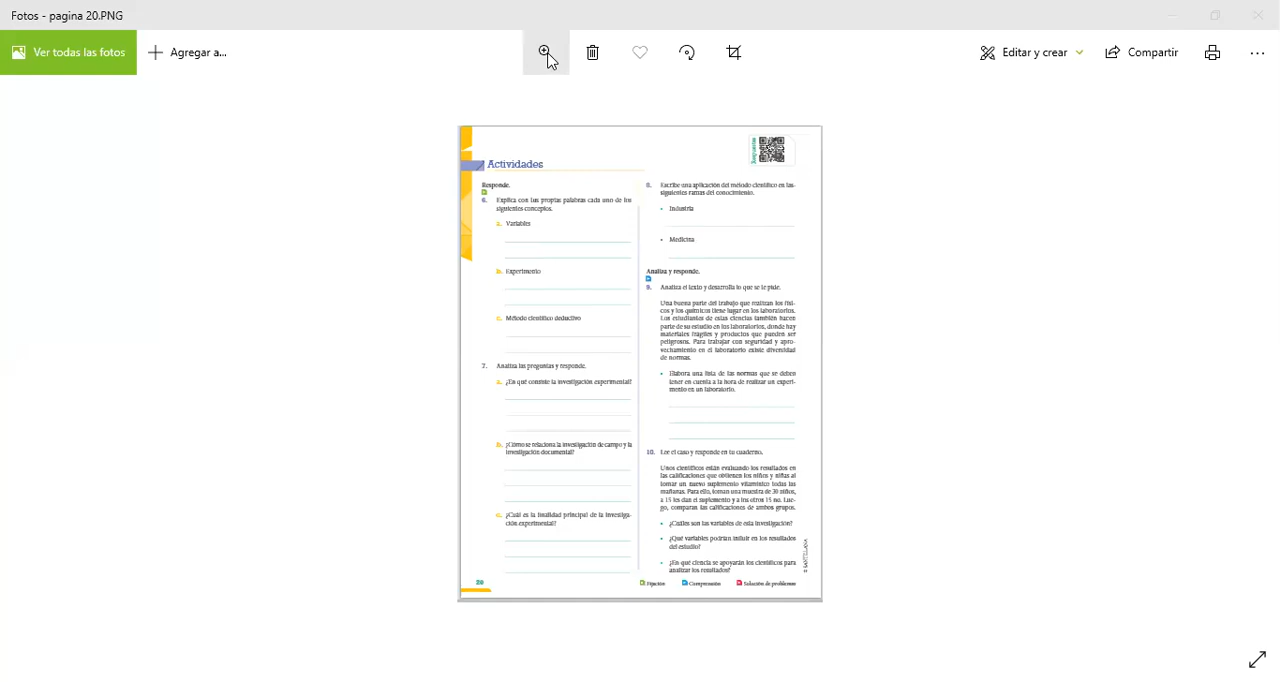 Fotos - pagina 20.PNG
Ver todas las fotos
Agregar a...
Editar y crear
Compartir
Respuestas
Actividades
Responde.
6. Explica con tus propias palabras cada uno de los
siguientes conceptos.
a. Variables
b. Experimento
c. Método científico deductivo
7. Analiza las preguntas y responde.
a. ¿En qué consiste la investigación experimental?
b. ¿Cómo se relaciona la investigación de campo y la
investigación documental?
c. ¿Cuál es la finalidad principal de la investiga-
ción experimental?
8. Escribe una aplicación del método científico en las
siguientes ramas del conocimiento.
• Industria
• Medicina
Analiza y responde.
9. Analiza el texto y desarrolla lo que se te pide.
Una buena parte del trabajo que realizan los físi-
cos y los químicos tiene lugar en los laboratorios.
Los estudiantes de estas ciencias también hacen
parte de su estudio en los laboratorios, donde hay
materiales frágiles y productos que pueden ser
peligrosos. Para trabajar con seguridad y apro-
vechamiento en el laboratorio existe diversidad
de normas.
• Elabora una lista de las normas que se deben
tener en cuenta a la hora de realizar un experi-
mento en un laboratorio.
10. Lee el caso y responde en tu cuaderno.
Unos científicos están evaluando los resultados en
las calificaciones que obtienen los niños y niñas al
tomar un nuevo suplemento vitamínico todas las
mañanas. Para ello, toman una muestra de 30 niños,
a 15 les dan el suplemento y a los otros 15 no. Lue-
go, comparan las calificaciones de ambos grupos.
• ¿Cuáles son las variables de esta investigación?
• ¿Qué variables podrían influir en los resultados
del estudio?
• ¿En qué ciencia se apoyarán los científicos para
analizar los resultados?
© SANTILLANA
20
Fijación
Comprensión
Solución de problemas